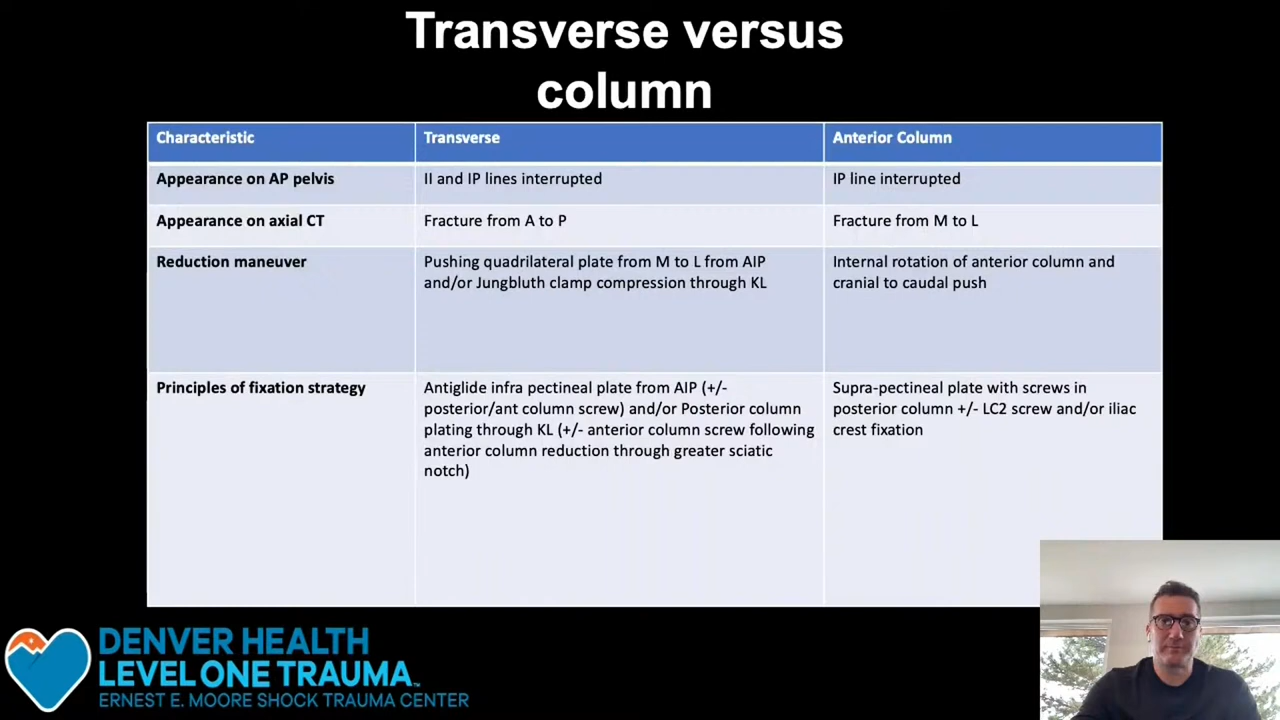 Transverse versus
column
Characteristic
Transverse
Anterior Column
Appearance on AP pelvis
II and IP lines interrupted
IP line interrupted
Appearance on axial CT
Fracture from A to P
Fracture from M to L
Reduction maneuver
Pushing quadrilateral plate from M to L from AIP
and/or Jungbluth clamp compression through KL
Internal rotation of anterior column and
cranial to caudal push
Principles of fixation strategy
Antiglide infra pectineal plate from AIP (+/-
posterior/ant column screw) and/or Posterior column
plating through KL (+/- anterior column screw following
anterior column reduction through greater sciatic
notch)
Supra-pectineal plate with screws in
posterior column +/- LC2 screw and/or iliac
crest fixation
DENVER HEALTH
LEVEL ONE TRAUMA™
ERNEST E. MOORE SHOCK TRAUMA CENTER